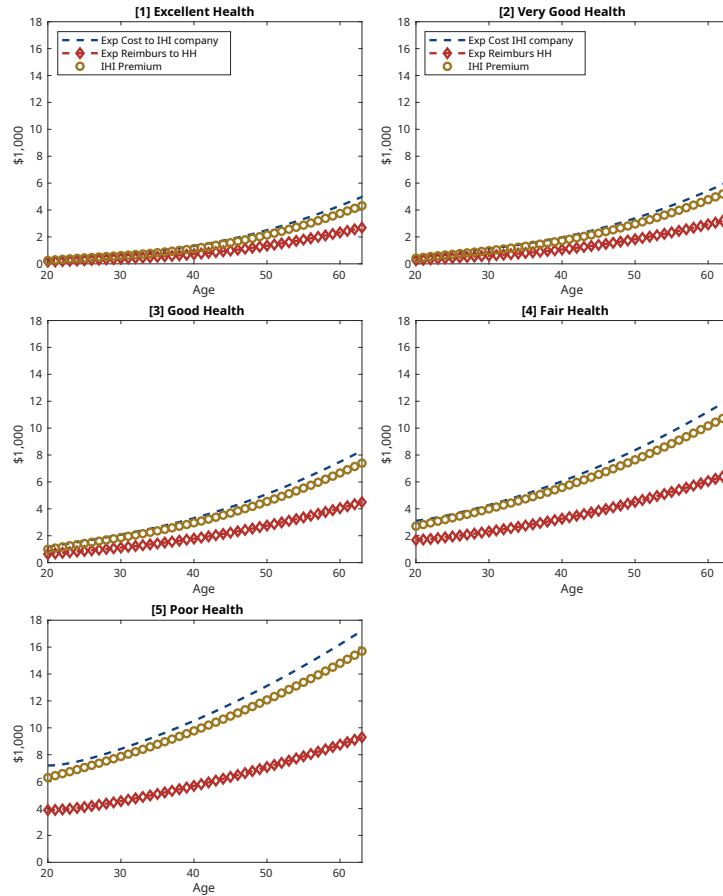 [1] Excellent Health
18
16
14
12
10
8
6
4
2
0
$1,000
Exp Cost to IHI company
Exp Reimburs to HH
IHI Premium
20 30 40 50 60
Age
[2] Very Good Health
18
16
14
12
10
8
6
4
2
0
$1,000
Exp Cost IHI company
Exp Reimburs HH
IHI Premium
20 30 40 50 60
Age
[3] Good Health
18
16
14
12
10
8
6
4
2
0
$1,000
20 30 40 50 60
Age
[4] Fair Health
18
16
14
12
10
8
6
4
2
0
$1,000
20 30 40 50 60
Age
[5] Poor Health
18
16
14
12
10
8
6
4
2
0
$1,000
20 30 40 50 60
Age